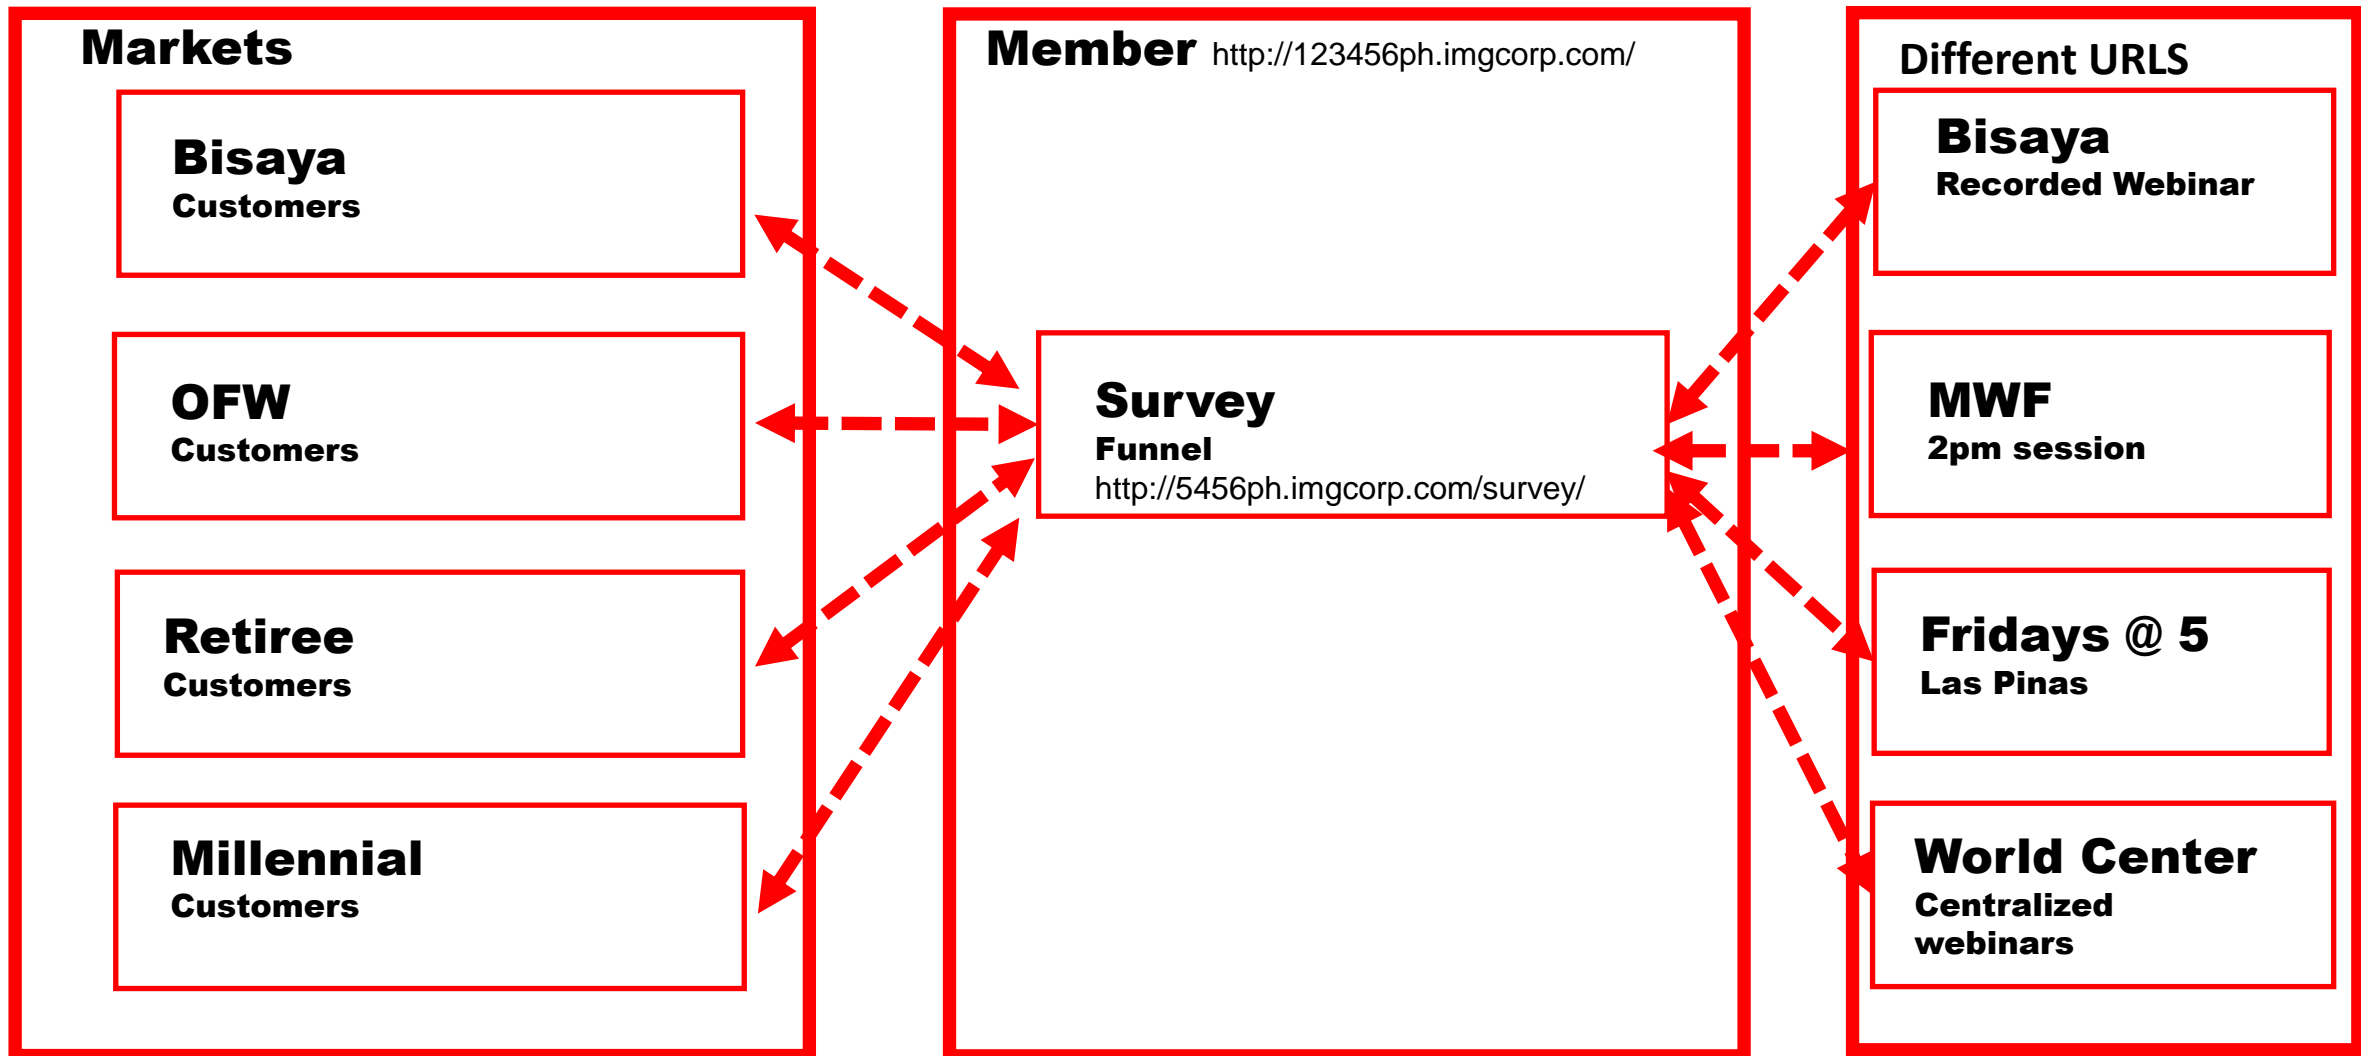 Markets
Bisaya
Customers
OFW
Customers
Retiree
Customers
Millennial
Customers
Member http://123456ph.imgcorp.com/
Survey
Funnel
http://5456ph.imgcorp.com/survey/
Different URLS
Bisaya
Recorded Webinar
MWF
2pm session
Fridays @ 5
Las Pinas
World Center
Centralized
webinars